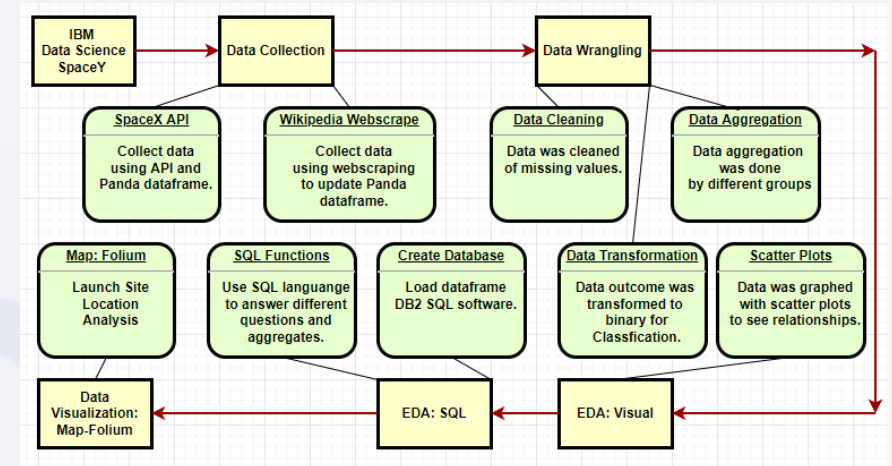 IBM
Data Science
SpaceY
Data Collection
Data Wrangling
SpaceX API
Collect data
using API and
Panda dataframe.
Wikipedia Webscrape
Collect data
using webscraping
to update Panda
dataframe.
Data Cleaning
Data was cleaned
of missing values.
Data Aggregation
Data aggregation
was done
by different groups
Map: Folium
Launch Site
Location
Analysis
SQL Functions
Use SQL languange
to answer different
questions and
aggregates.
Create Database
Load dataframe
DB2 SQL software.
Data Transformation
Data outcome was
transformed to
binary for
Classfication.
Scatter Plots
Data was graphed
with scatter plots
to see relationships.
Data
Visualization:
Map-Folium
EDA: SQL
EDA: Visual